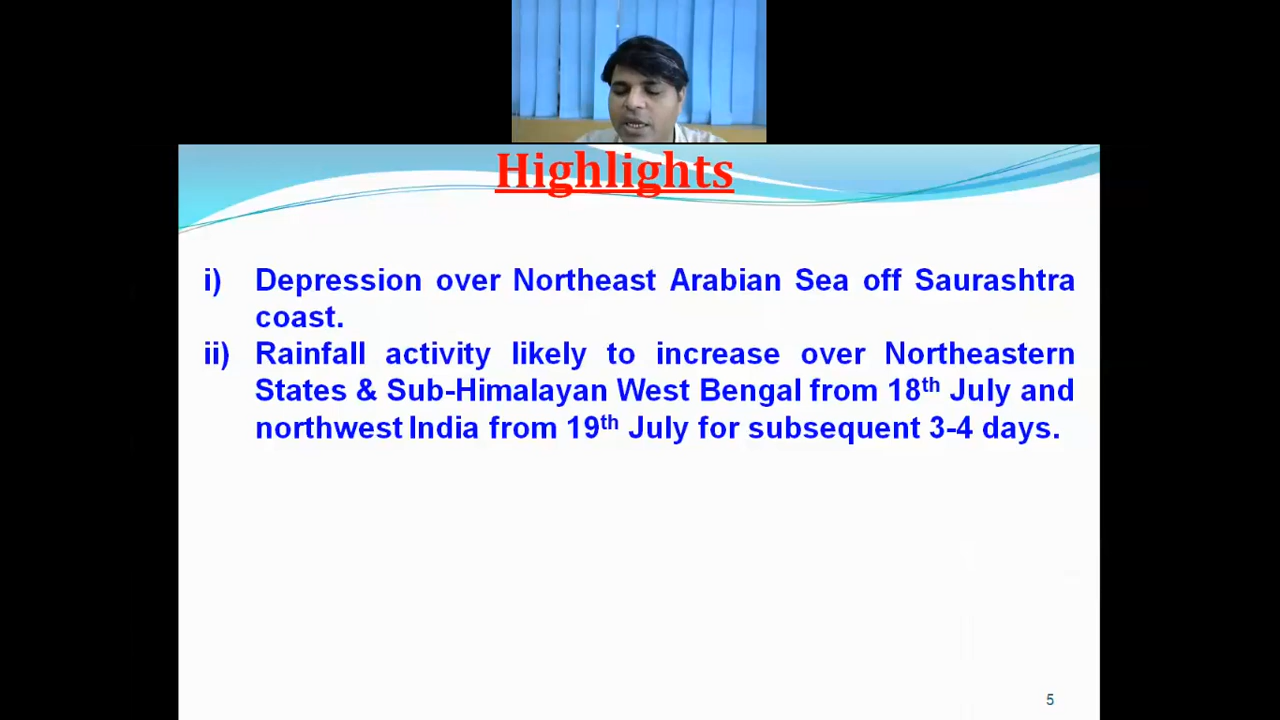 Highlights
i) Depression over Northeast Arabian Sea off Saurashtra
coast.
ii) Rainfall activity likely to increase over Northeastern
States & Sub-Himalayan West Bengal from 18th July and
northwest India from 19th July for subsequent 3-4 days.
5